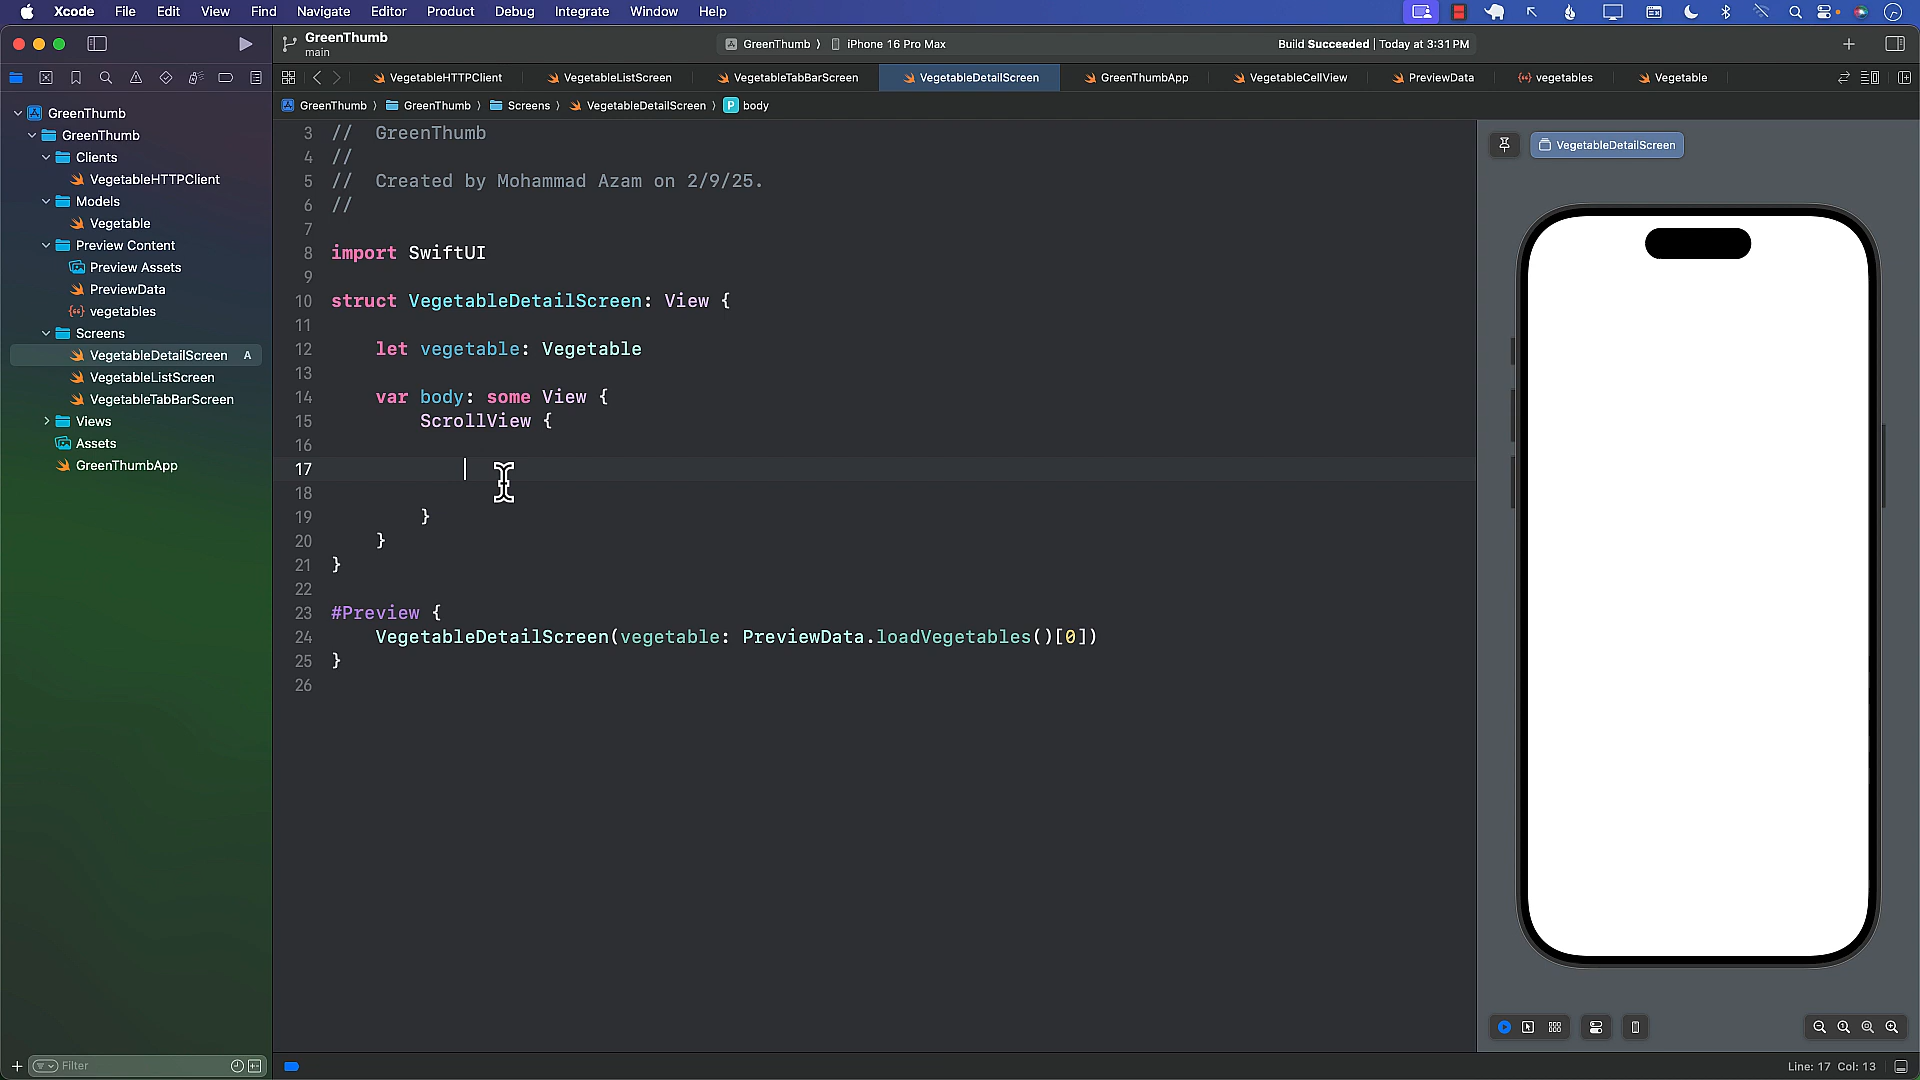 Xcode File Edit View Find Navigate Editor Product Debug Integrate Window Help
GreenThumb
main
GreenThumb 〉 iPhone 16 Pro Max
Build Succeeded | Today at 3:31 PM
VegetableHTTPClient VegetableListScreen VegetableTabBarScreen VegetableDetailScreen GreenThumbApp VegetableCellView PreviewData vegetables Vegetable
GreenThumb 〉 GreenThumb 〉 Screens 〉 VegetableDetailScreen 〉 P body
GreenThumb
GreenThumb
Clients
VegetableHTTPClient
Models
Vegetable
Preview Content
Preview Assets
PreviewData
vegetables
Screens
VegetableDetailScreen A
VegetableListScreen
VegetableTabBarScreen
Views
Assets
GreenThumbApp
Filter
3 //  GreenThumb
4 //
5 //  Created by Mohammad Azam on 2/9/25.
6 //
7
8 import SwiftUI
9
10 struct VegetableDetailScreen: View {
11
12     let vegetable: Vegetable
13
14     var body: some View {
15         ScrollView {
16
17
18
19         }
20     }
21 }
22
23 #Preview {
24     VegetableDetailScreen(vegetable: PreviewData.loadVegetables()[0])
25 }
26
VegetableDetailScreen
Line: 17 Col: 13